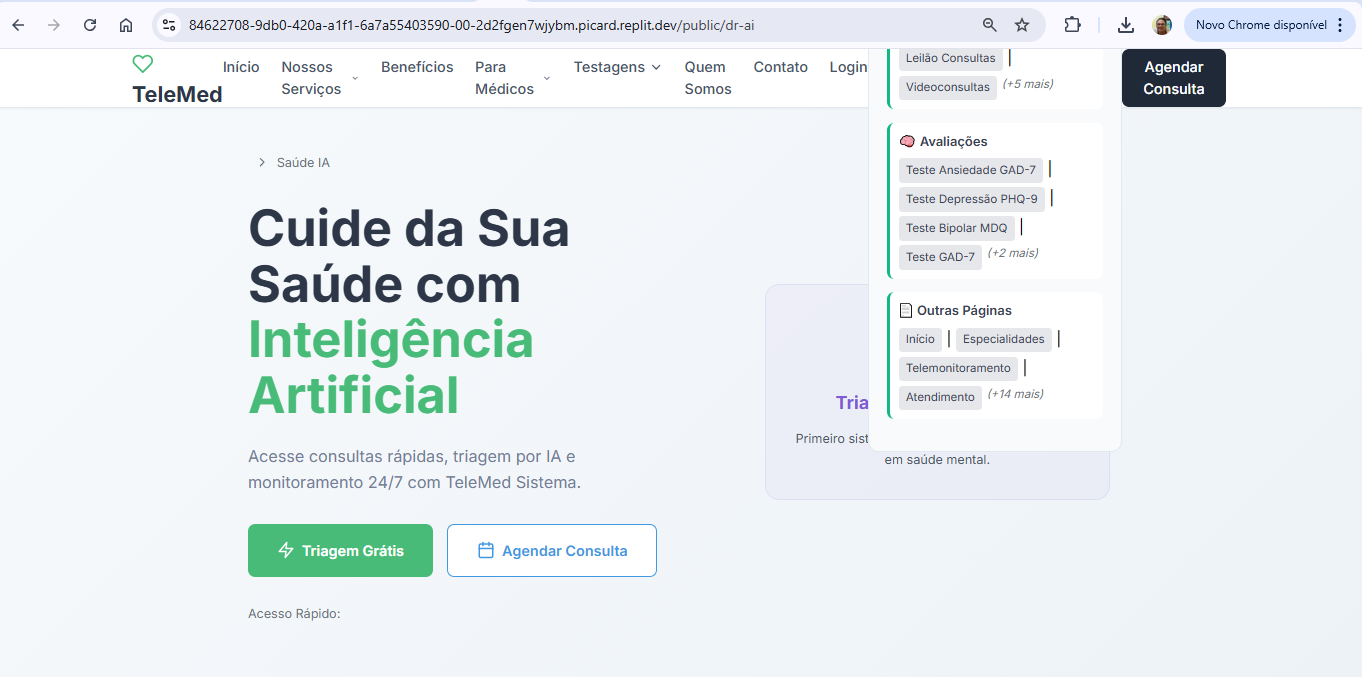 84622708-9db0-420a-a1f1-6a7a55403590-00-2d2fgen7wjybm.picard.replit.dev/public/dr-ai
Novo Chrome disponível
TeleMed
Início
Nossos
Serviços
Benefícios
Para
Médicos
Testagens
Quem
Somos
Contato
Login
Agendar
Consulta
Leilão Consultas
Videoconsultas (+5 mais)
🧠 Avaliações
Teste Ansiedade GAD-7
Teste Depressão PHQ-9
Teste Bipolar MDQ
Teste GAD-7 (+2 mais)
📄 Outras Páginas
Início Especialidades
Telemonitoramento
Atendimento (+14 mais)
Saúde IA
Cuide da Sua
Saúde com
Inteligência
Artificial
Acesse consultas rápidas, triagem por IA e
monitoramento 24/7 com TeleMed Sistema.
Triagem Grátis
Agendar Consulta
Acesso Rápido:
Tria
Primeiro sist
em saúde mental.